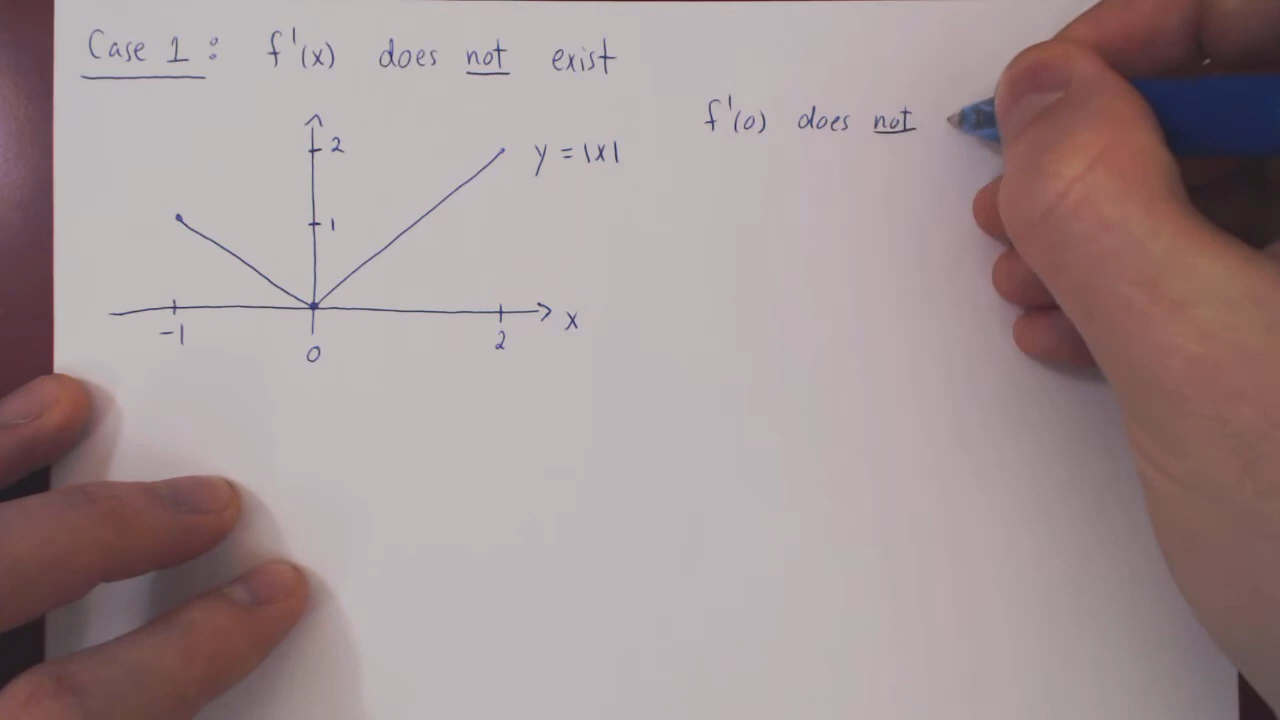 Case 1: f'(x) does not exist
f'(0) does not
2
y = |x|
1
-1
0
2
x